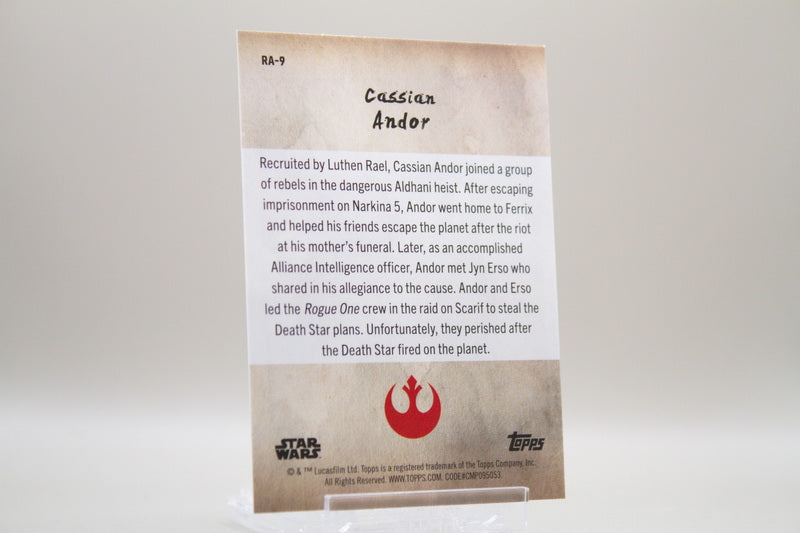 RA-9
Cassian
Andor
Recruited by Luthen Rael, Cassian Andor joined a group
of rebels in the dangerous Aldhani heist. After escaping
imprisonment on Narkina 5, Andor went home to Ferrix
and helped his friends escape the planet after the riot
at his mother's funeral. Later, as an accomplished
Alliance Intelligence officer, Andor met Jyn Erso who
shared in his allegiance to the cause. Andor and Erso
led the Rogue One crew in the raid on Scarif to steal the
Death Star plans. Unfortunately, they perished after
the Death Star fired on the planet.
STAR
WARS
Topps
© & ™ Lucasfilm Ltd. Topps is a registered trademark of the Topps Company, Inc.
All Rights Reserved. WWW.TOPPS.COM. CODE#CMP095053